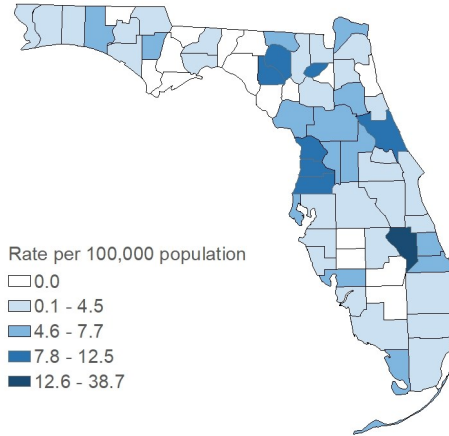 Rate per 100,000 population
0.0
0.1 - 4.5
4.6 - 7.7
7.8 - 12.5
12.6 - 38.7